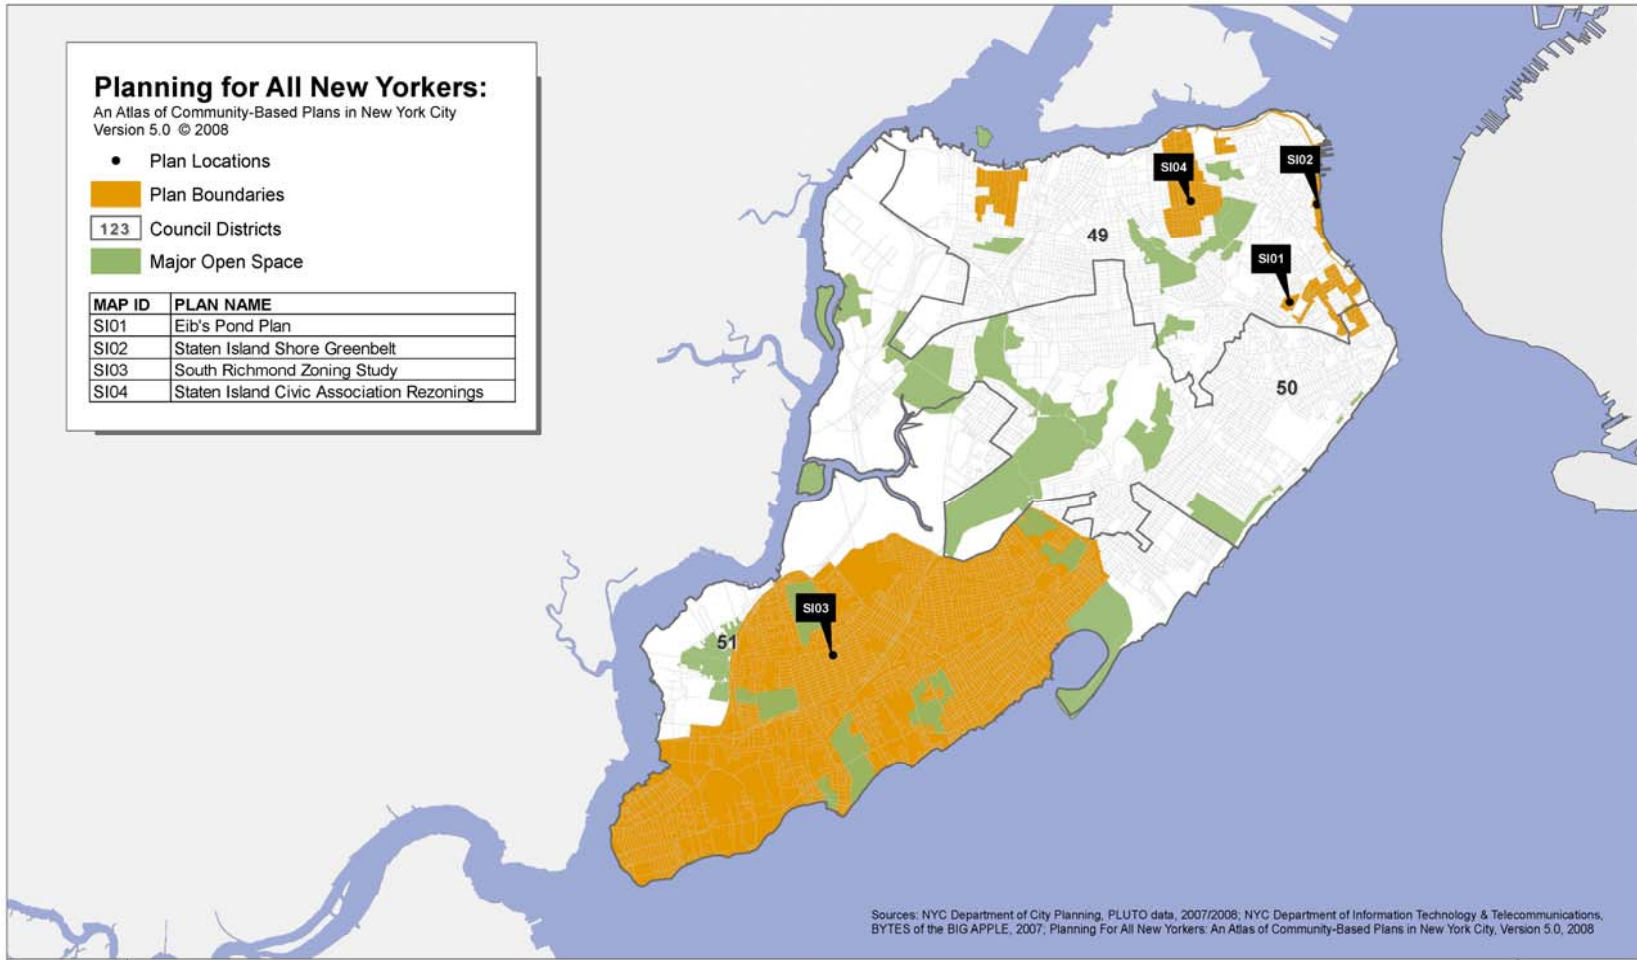 Planning for All New Yorkers:
An Atlas of Community-Based Plans in New York City
Version 5.0 © 2008
Plan Locations
Plan Boundaries
123 Council Districts
Major Open Space
MAP ID PLAN NAME
SI01 Eib's Pond Plan
SI02 Staten Island Shore Greenbelt
SI03 South Richmond Zoning Study
SI04 Staten Island Civic Association Rezonings
SI04
SI02
49
SI01
50
SI03
51
Sources: NYC Department of City Planning, PLUTO data, 2007/2008; NYC Department of Information Technology & Telecommunications,
BYTES of the BIG APPLE, 2007; Planning For All New Yorkers: An Atlas of Community-Based Plans in New York City, Version 5.0, 2008